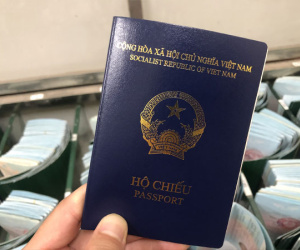 CỘNG HÒA XÃ HỘI CHỦ NGHĨA VIỆT NAM
SOCIALIST REPUBLIC OF VIET NAM
HỘ CHIẾU
PASSPORT